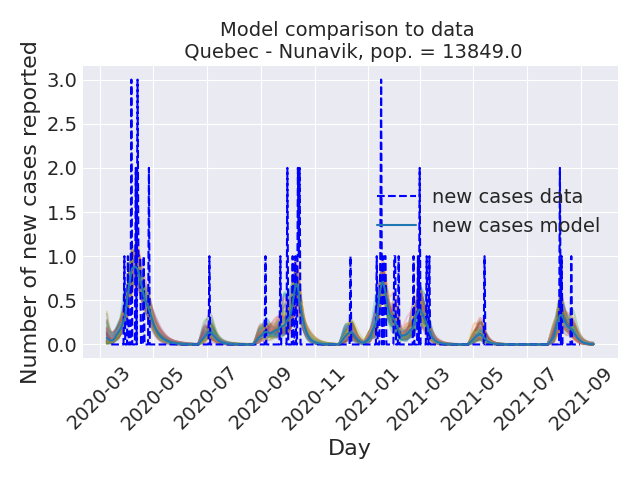 Model comparison to data
Quebec - Nunavik, pop. = 13849.0
Number of new cases reported
3.0
2.5
2.0
1.5
1.0
0.5
0.0
new cases data
new cases model
2020-03
2020-05
2020-07
2020-09
2020-11
2021-01
2021-03
2021-05
2021-07
2021-09
Day